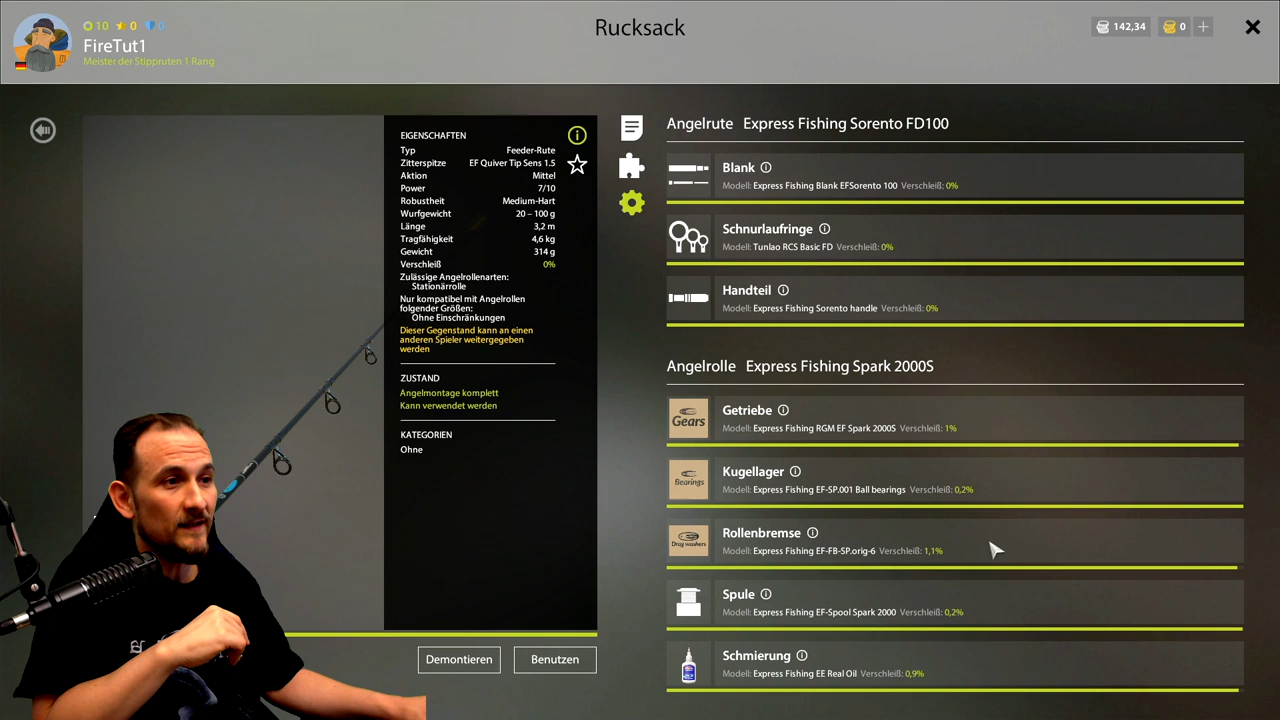 10 0 0
FireTut1
Meister der Stippruten 1 Rang
Rucksack
142,34 0 +
EIGENSCHAFTEN
Typ Feeder-Rute
Zitterspitze EF Quiver Tip Sens 1.5
Aktion Mittel
Power 7/10
Robustheit Medium-Hart
Wurfgewicht 20 – 100 g
Länge 3,2 m
Tragfähigkeit 4,6 kg
Gewicht 314 g
Verschleiß 0%
Zulässige Angelrollenarten:
Stationärrolle
Nur kompatibel mit Angelrollen
folgender Größen:
Ohne Einschränkungen
Dieser Gegenstand kann an einen
anderen Spieler weitergegeben
werden
ZUSTAND
Angelmontage komplett
Kann verwendet werden
KATEGORIEN
Ohne
Demontieren Benutzen
Angelrute Express Fishing Sorento FD100
Blank
Modell: Express Fishing Blank EFSorento 100 Verschleiß: 0%
Schnurlaufringe
Modell: Tunlao RCS Basic FD Verschleiß: 0%
Handteil
Modell: Express Fishing Sorento handle Verschleiß: 0%
Angelrolle Express Fishing Spark 2000S
Gears
Getriebe
Modell: Express Fishing RGM EF Spark 2000S Verschleiß: 1%
Bearings
Kugellager
Modell: Express Fishing EF-SP.001 Ball bearings Verschleiß: 0,2%
Drag washers
Rollenbremse
Modell: Express Fishing EF-FB-SP.orig-6 Verschleiß: 1,1%
Spule
Modell: Express Fishing EF-Spool Spark 2000 Verschleiß: 0,2%
Schmierung
Modell: Express Fishing EE Real Oil Verschleiß: 0,9%